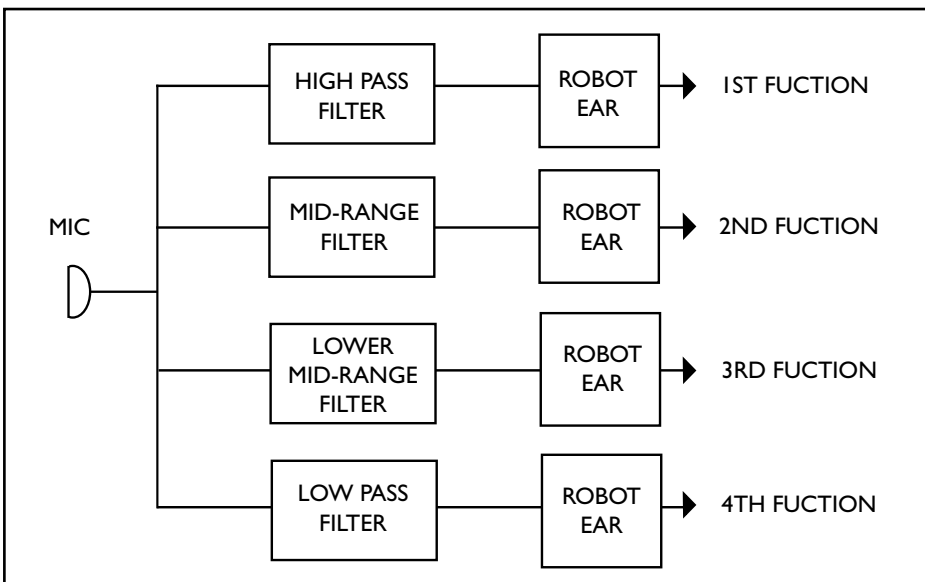 HIGH PASS
FILTER
ROBOT
EAR
1ST FUCTION
MIC
MID-RANGE
FILTER
ROBOT
EAR
2ND FUCTION
LOWER
MID-RANGE
FILTER
ROBOT
EAR
3RD FUCTION
LOW PASS
FILTER
ROBOT
EAR
4TH FUCTION